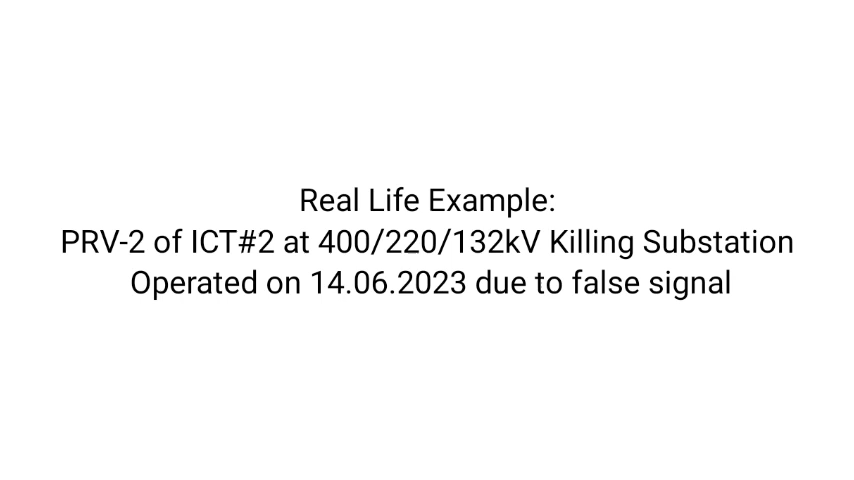 Real Life Example:
PRV-2 of ICT#2 at 400/220/132kV Killing Substation
Operated on 14.06.2023 due to false signal